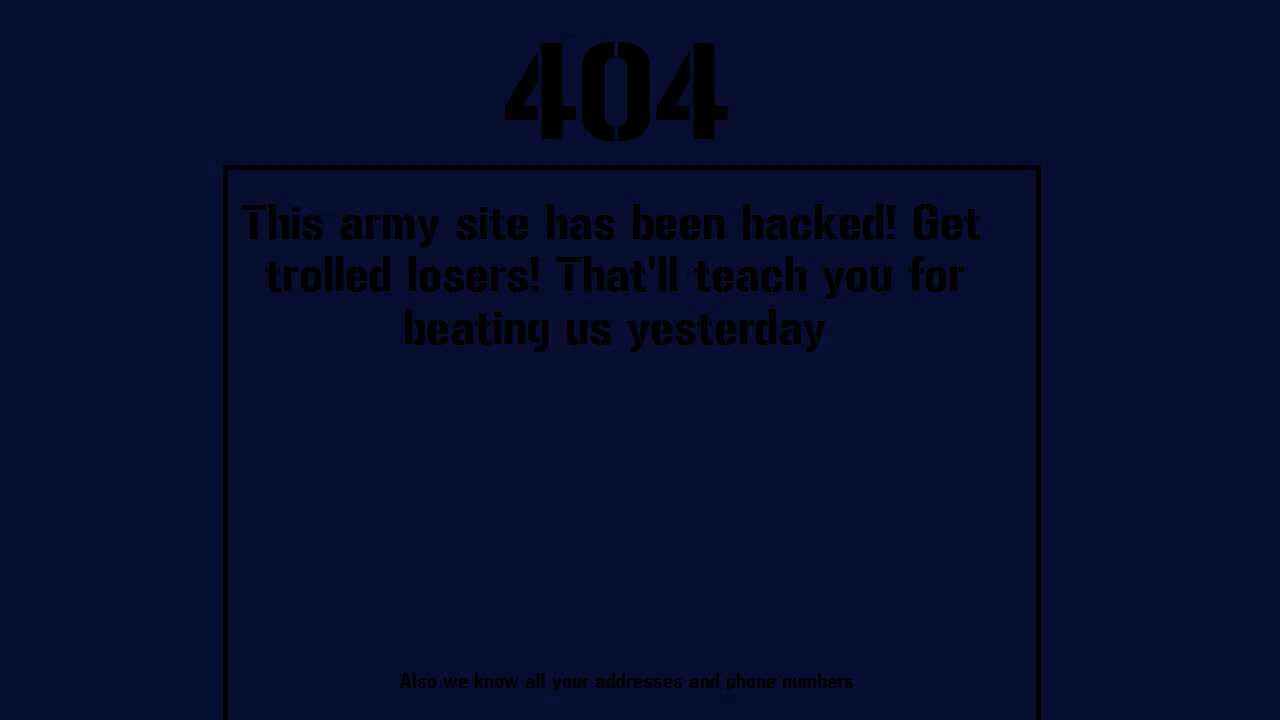 404
This army site has been hacked! Get
trolled losers! That'll teach you for
beating us yesterday
Also we know all your addresses and phone numbers